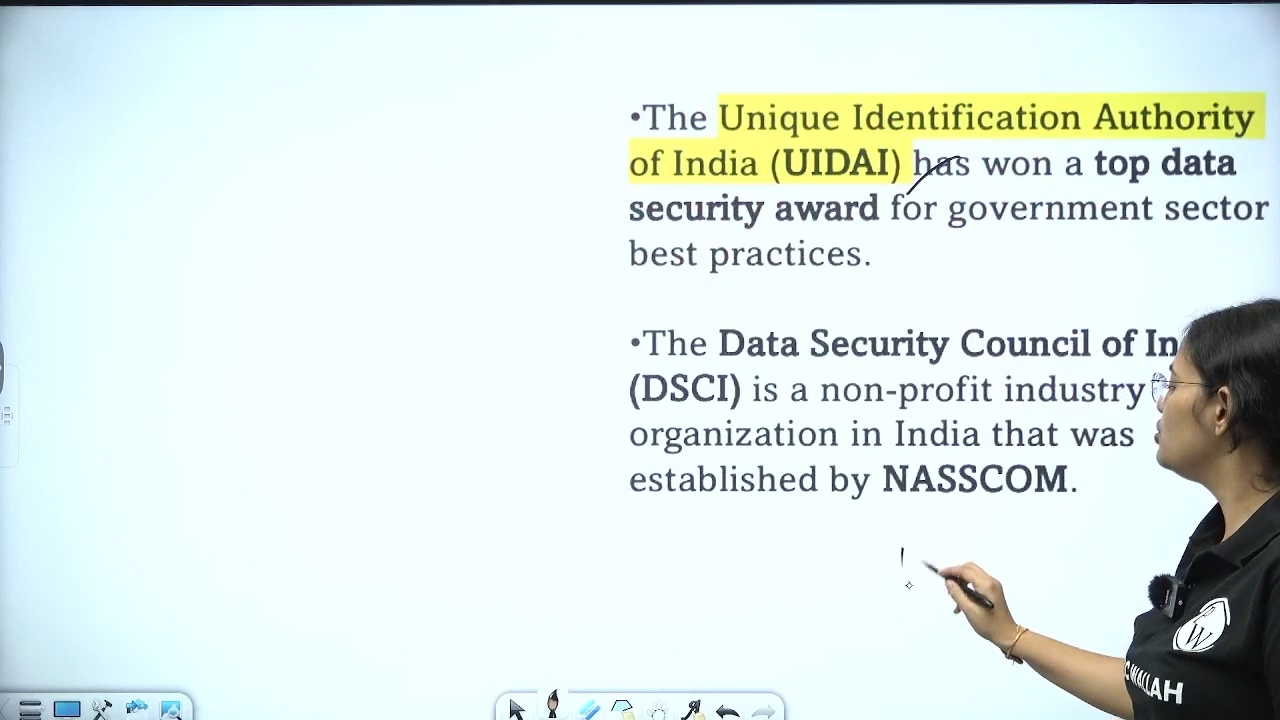 •The Unique Identification Authority
of India (UIDAI) has won a top data
security award for government sector
best practices.
•The Data Security Council of In
(DSCI) is a non-profit industry
organization in India that was
established by NASSCOM.
W
WALLAH